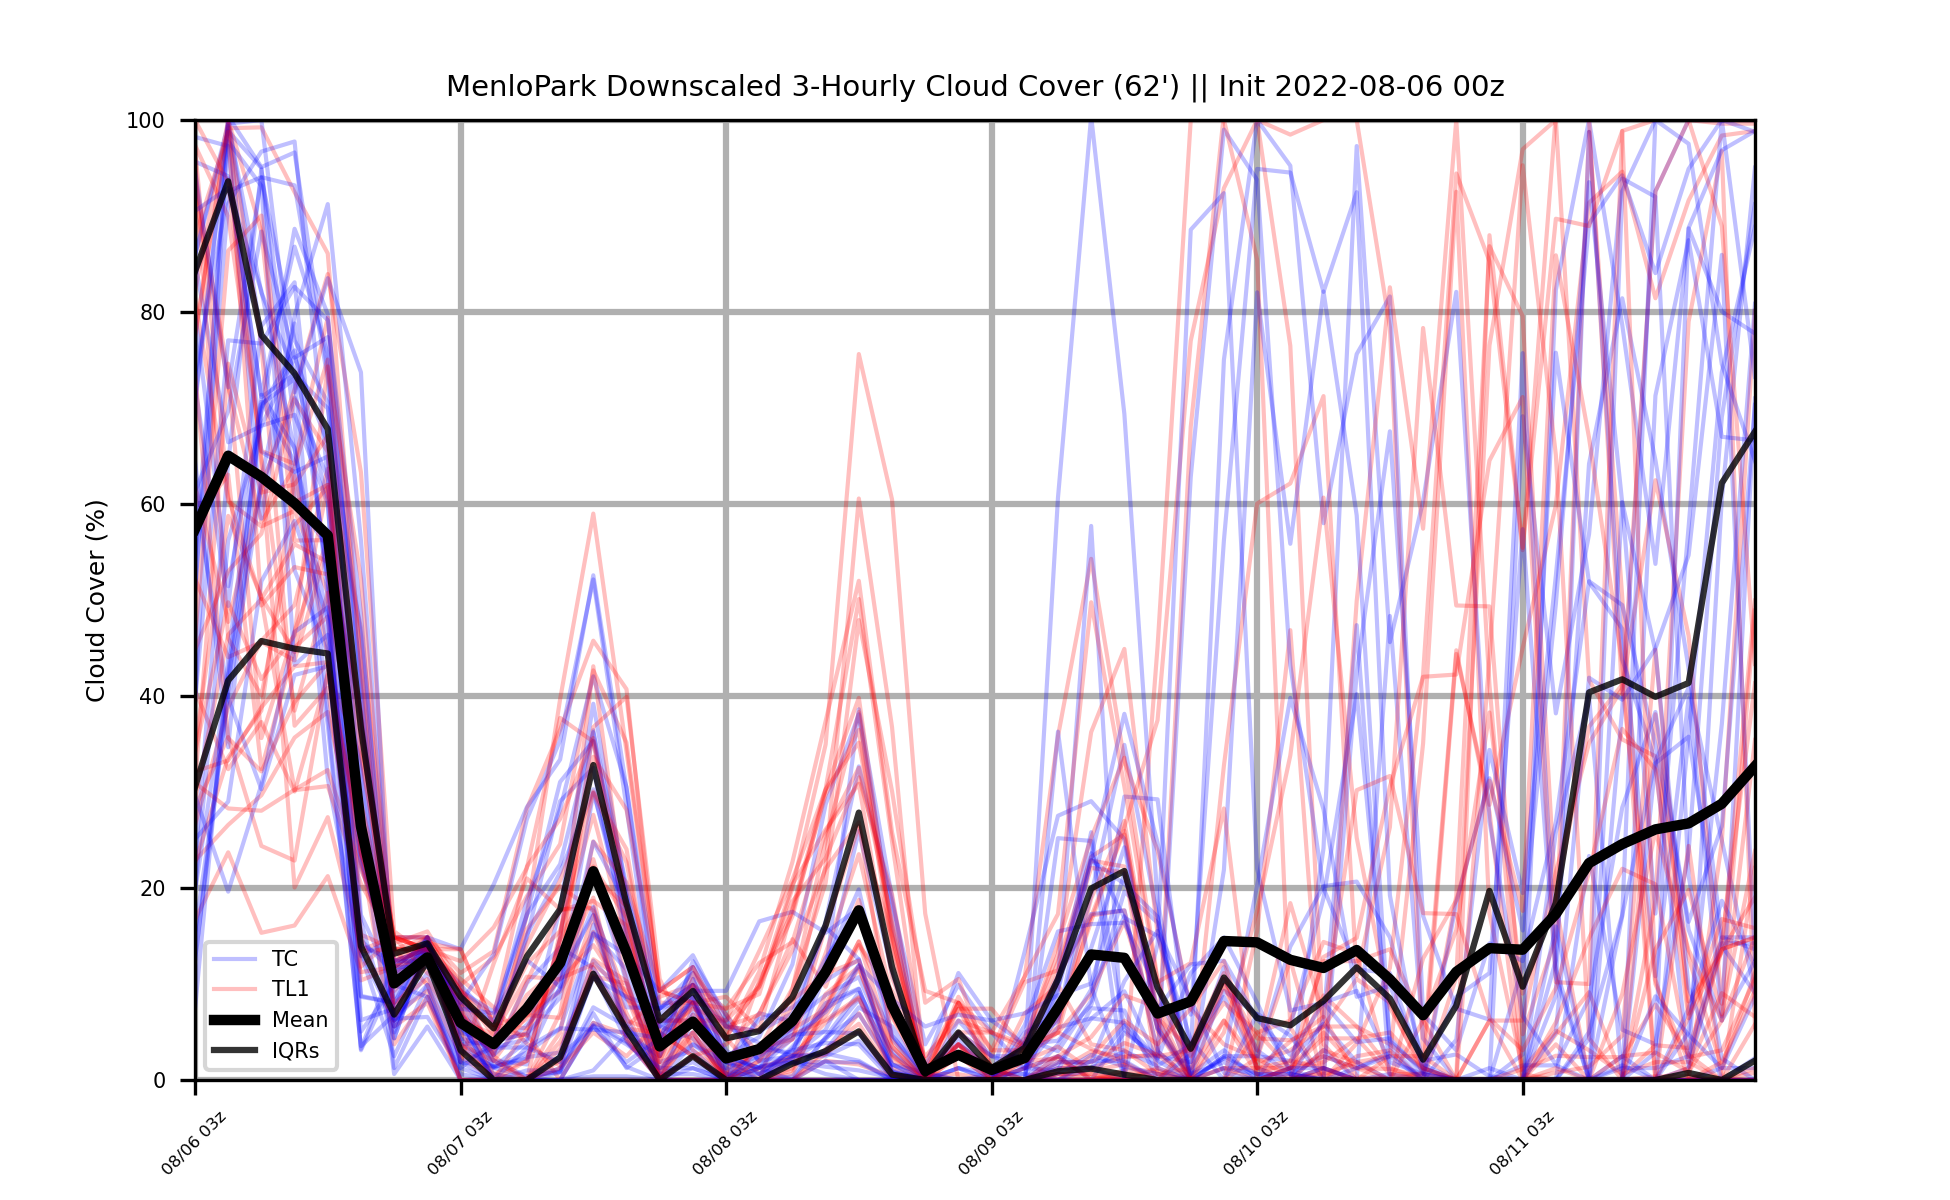 MenloPark Downscaled 3-Hourly Cloud Cover (62') || Init 2022-08-06 00z
Cloud Cover (%)
100
80
60
40
20
0
TC
TL1
Mean
IQRs
08/06 03z
08/07 03z
08/08 03z
08/09 03z
08/10 03z
08/11 03z